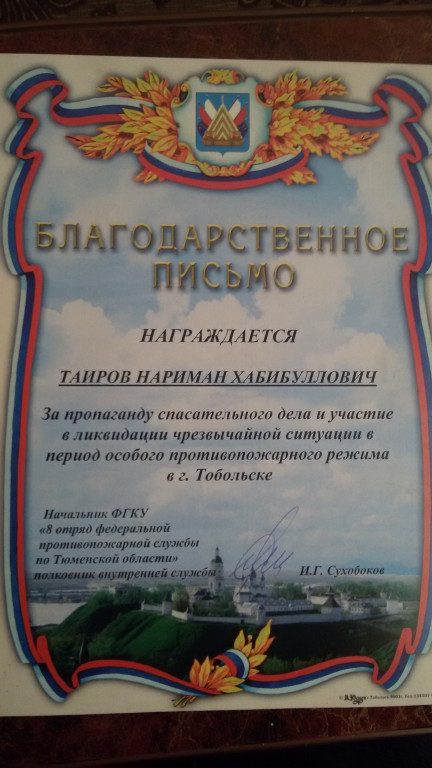 БЛАГОДАРСТВЕННОЕ
ПИСЬМО
НАГРАЖДАЕТСЯ
ТАИРОВ НАРИМАН ХАБИБУЛЛОВИЧ
За пропаганду спасательного дела и участие
в ликвидации чрезвычайной ситуации в
период особого противопожарного режима
в г. Тобольске
Начальник ФГКУ
«8 отряд федеральной
противопожарной службы
по Тюменской области»
полковник внутренней службы
И.Г. Сухобоков